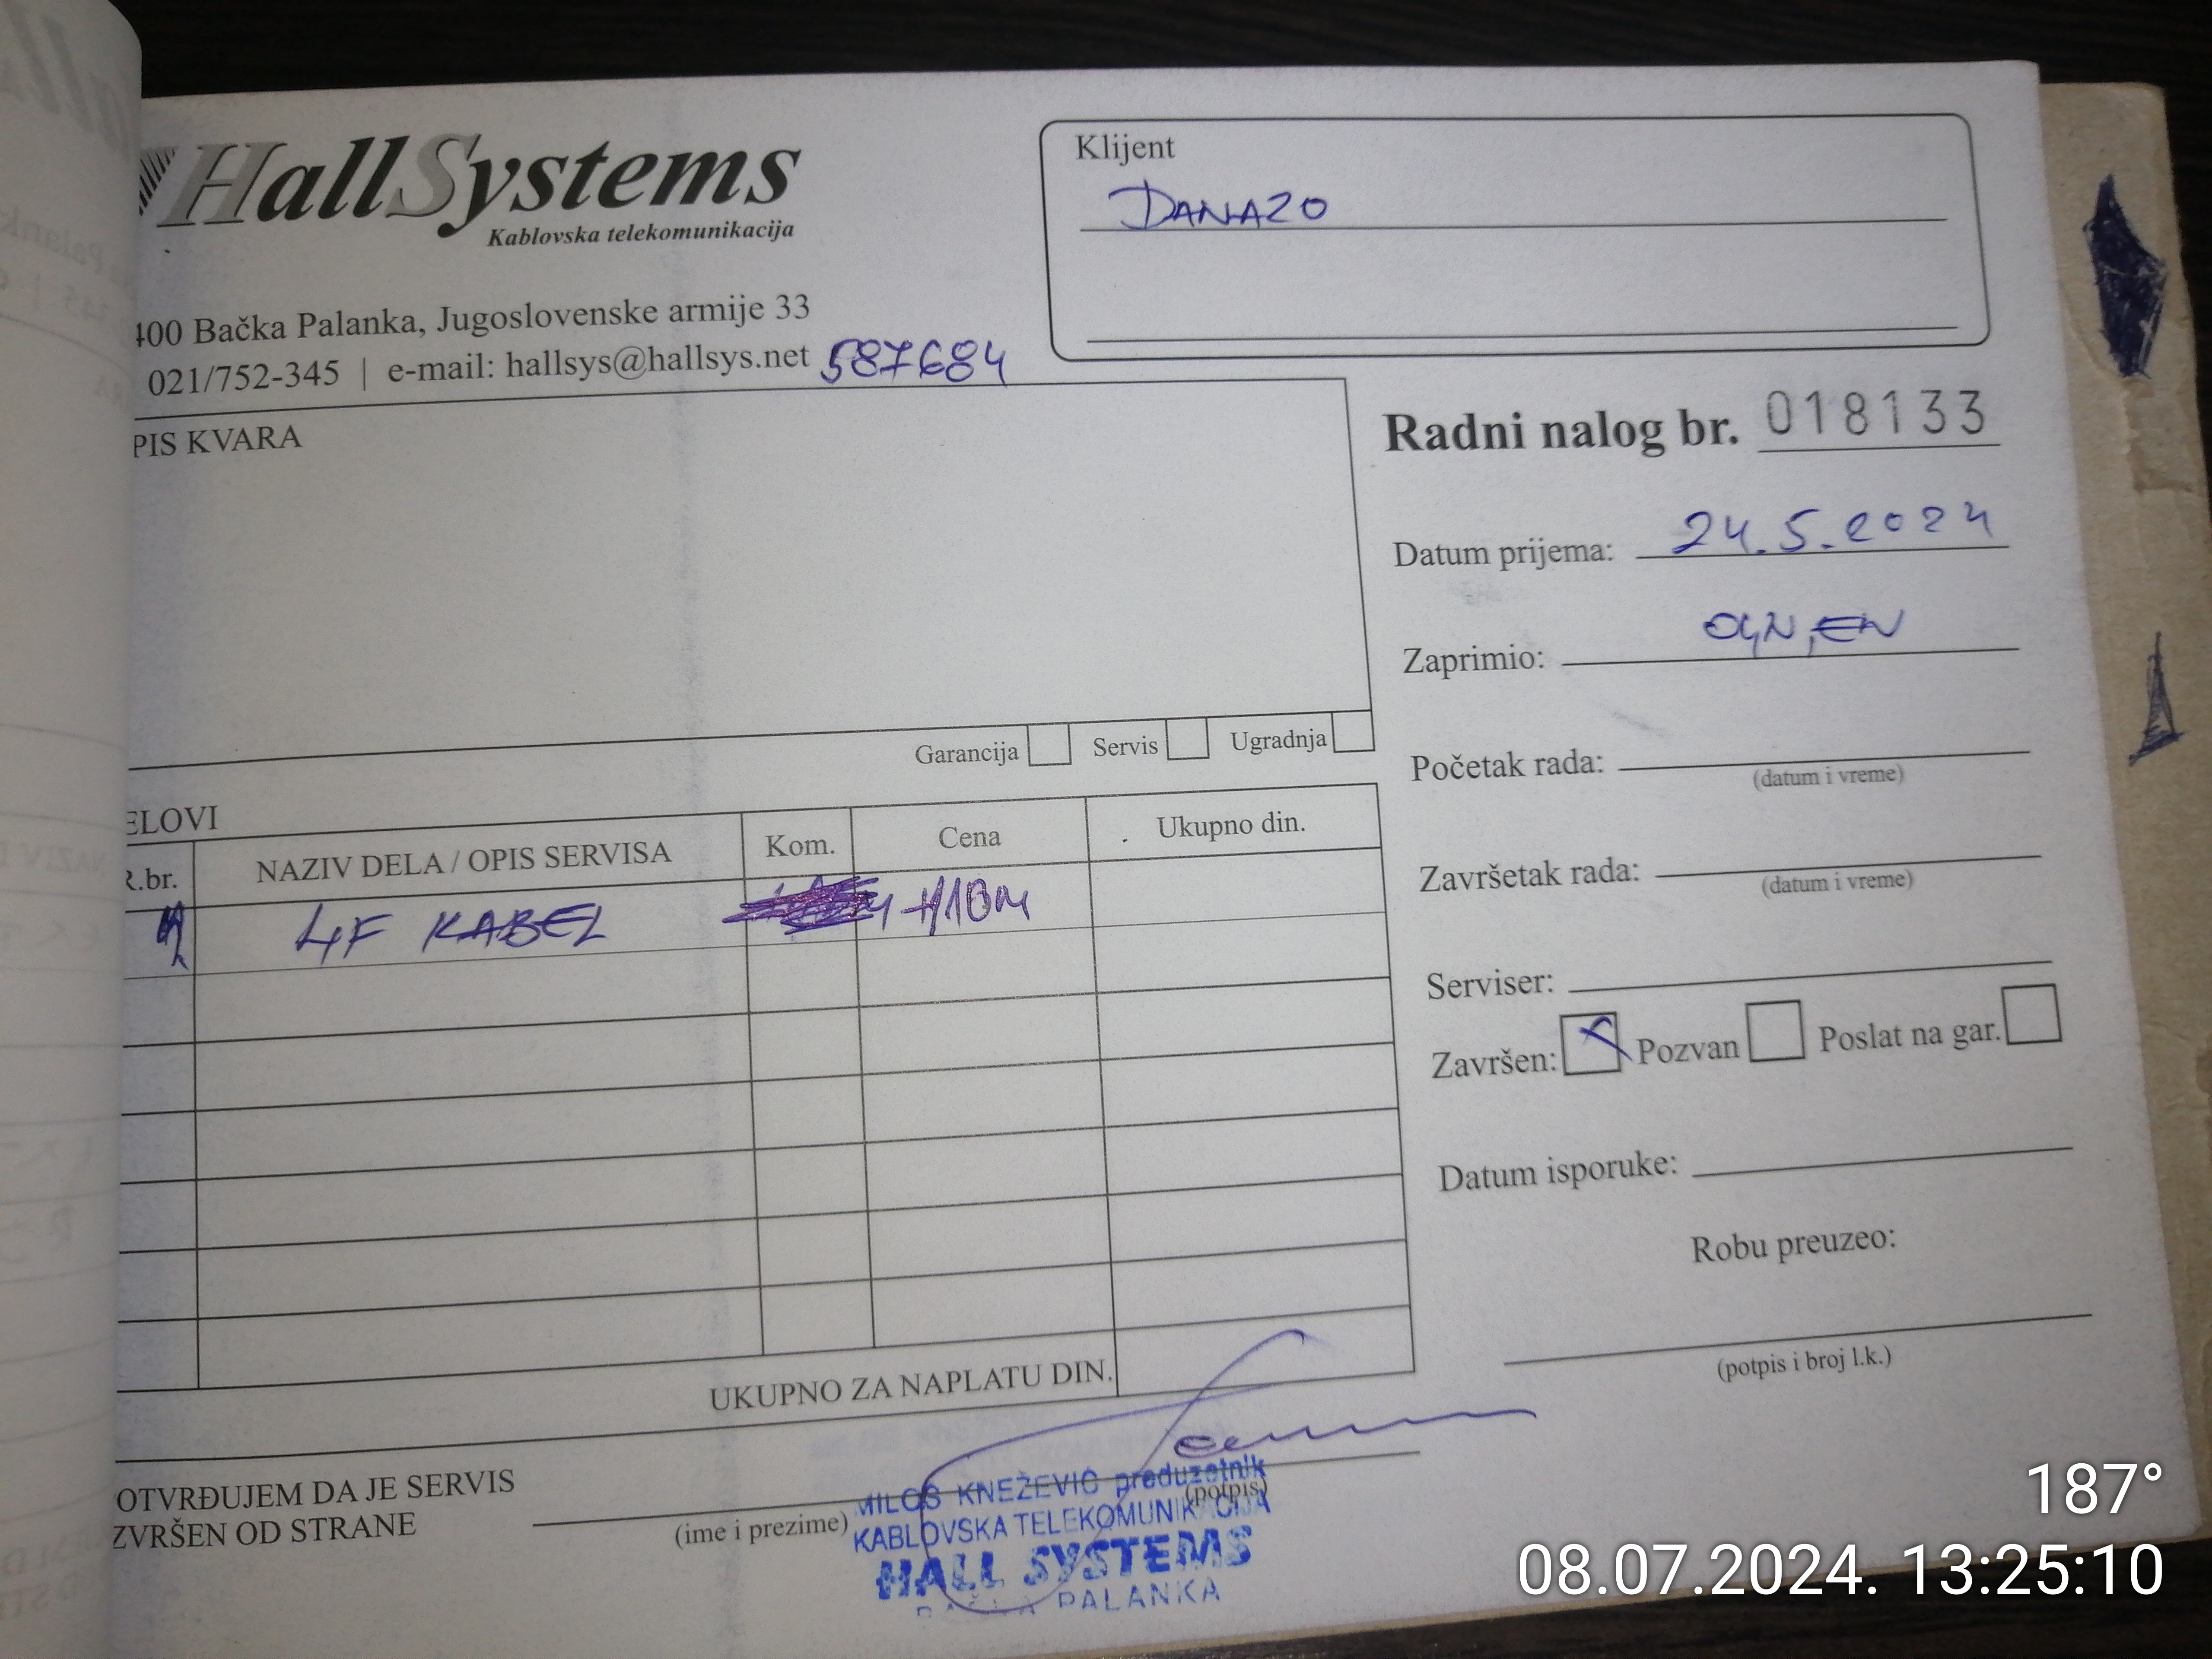 HallSystems
Kablovska telekomunikacija
400 Bačka Palanka, Jugoslovenske armije 33
021/752-345 | e-mail: hallsys@hallsys.net 587684
Klijent
DANAZO
PIS KVARA
Garancija Servis Ugradnja
Radni nalog br. 018133
Datum prijema: 24.5.2024
Zaprimio:
Početak rada:
(datum i vreme)
Završetak rada:
(datum i vreme)
Serviser:
Završen: Pozvan Poslat na gar.
Datum isporuke:
Robu preuzeo:
(potpis i broj l.k.)
ELOVI
R.br. NAZIV DELA / OPIS SERVISA Kom. Cena Ukupno din.
4F KABEL
UKUPNO ZA NAPLATU DIN.
OTVRĐUJEM DA JE SERVIS
ZVRŠEN OD STRANE
(ime i prezime)
(potpis)
MILOŠ KNEŽEVIĆ preduzetnik
KABLOVSKA TELEKOMUNIKACIJA
HALL SYSTEMS
BAČKA PALANKA
187°
08.07.2024. 13:25:10